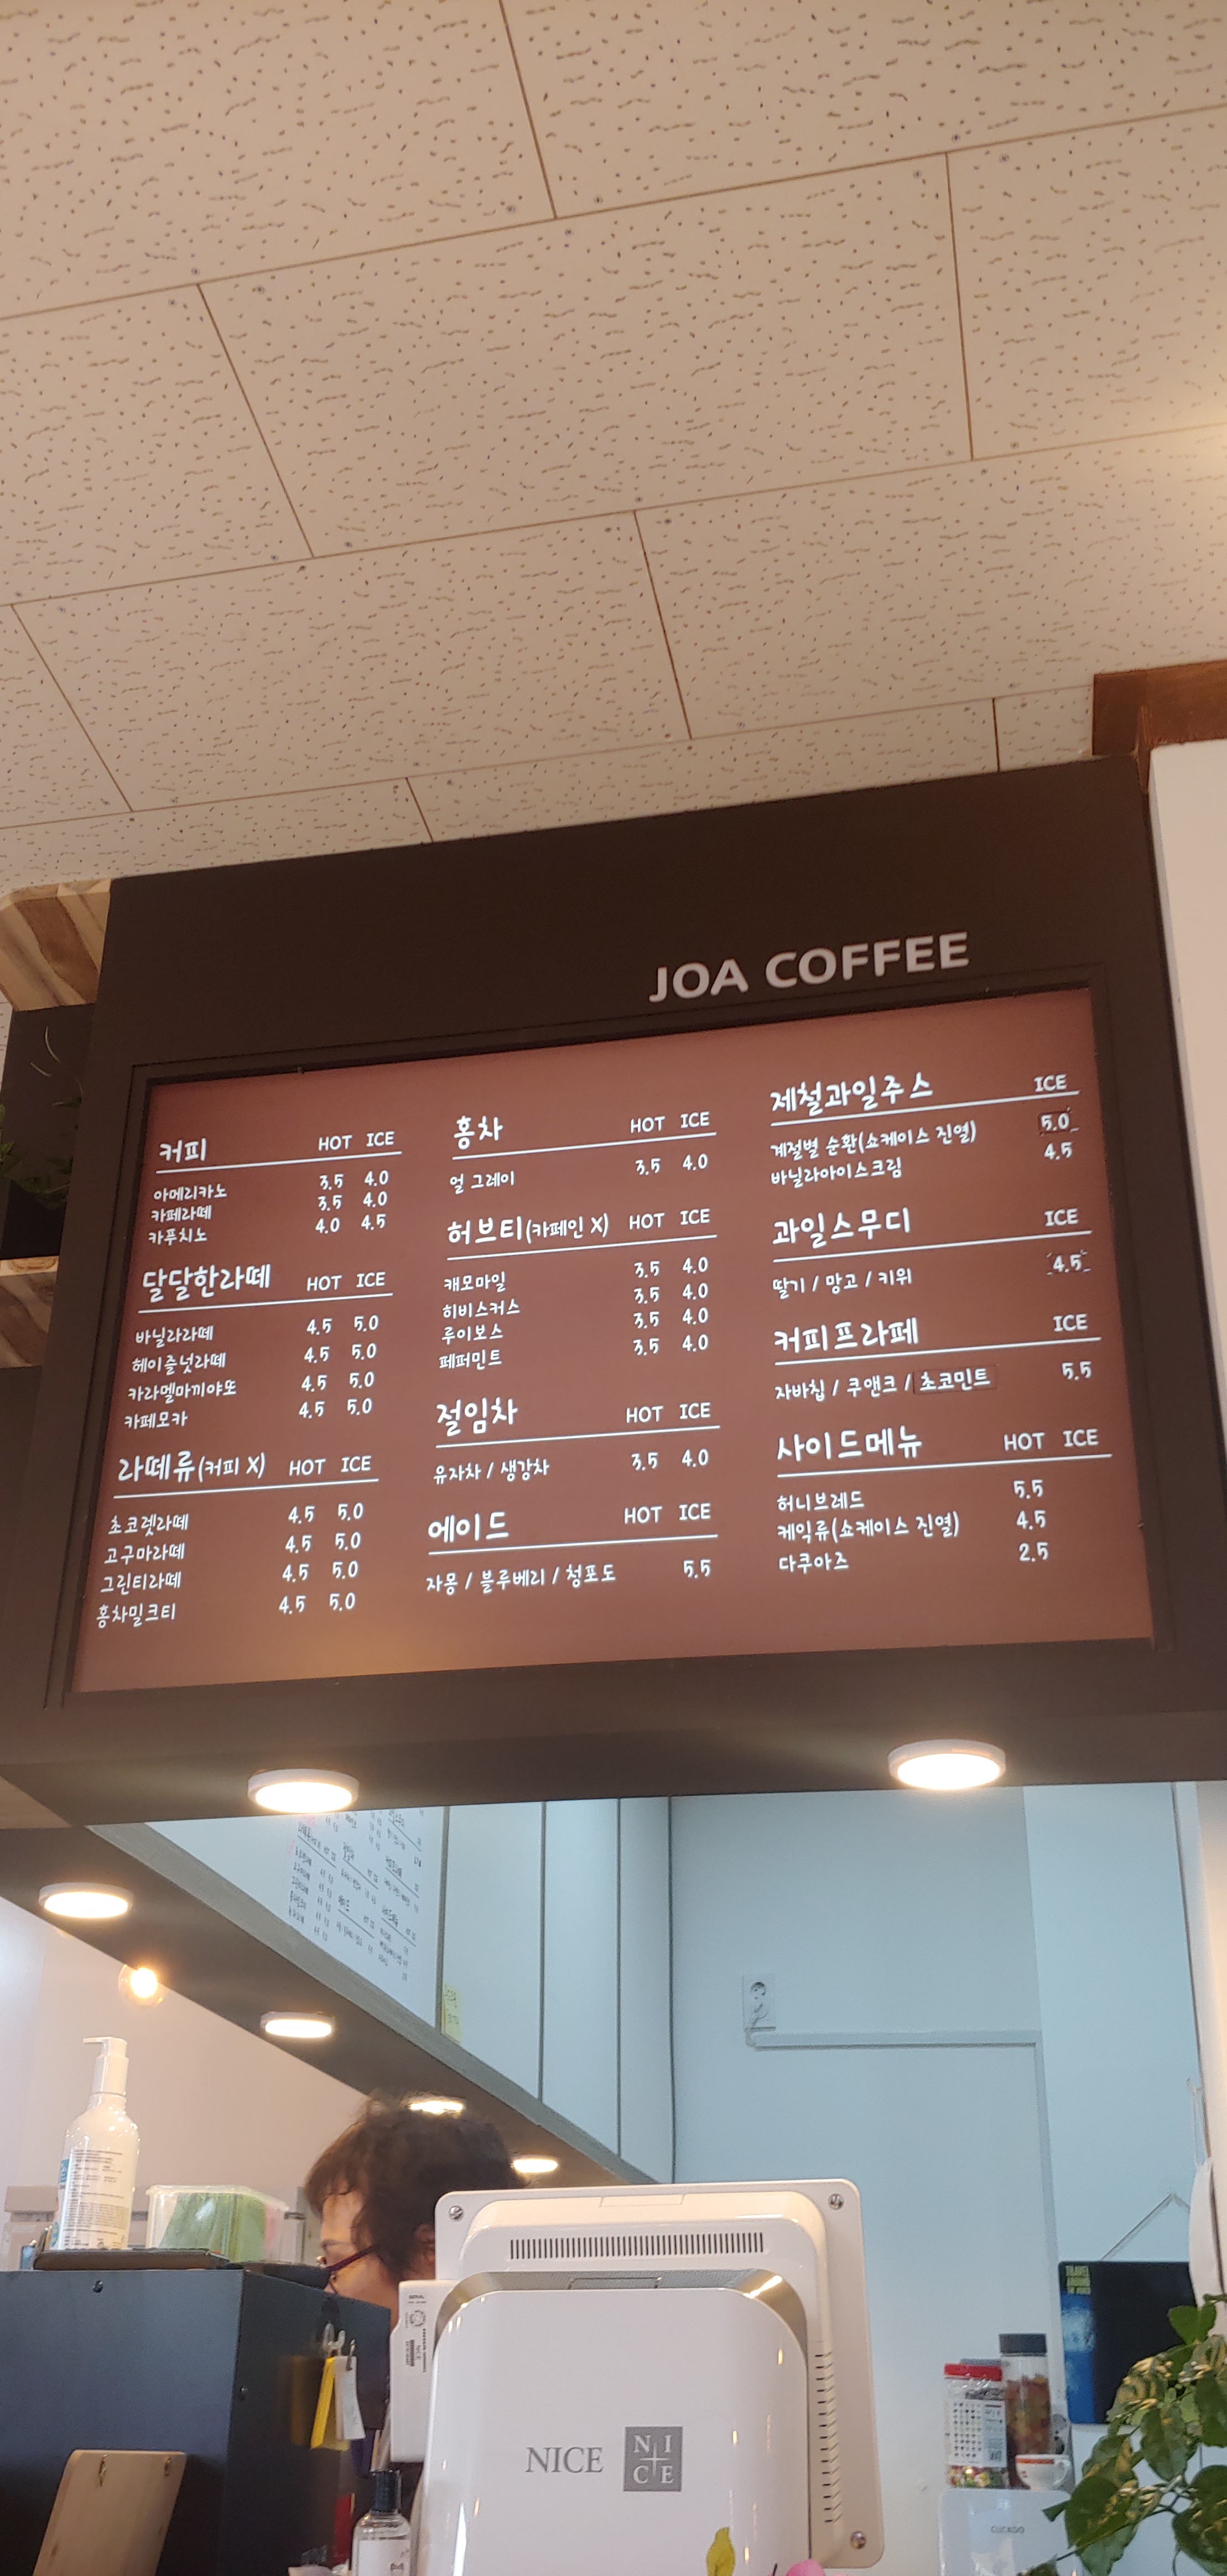 JOA COFFEE
커피 HOT ICE
아메리카노 3.5 4.0
카페라떼 3.5 4.0
카푸치노 4.0 4.5
달달한라떼 HOT ICE
바닐라라떼 4.5 5.0
헤이즐넛라떼 4.5 5.0
카라멜마끼야또 4.5 5.0
카페모카 4.5 5.0
라떼류(커피 X) HOT ICE
초코렛라떼 4.5 5.0
고구마라떼 4.5 5.0
그린티라떼 4.5 5.0
홍차밀크티 4.5 5.0
홍차 HOT ICE
얼 그레이 3.5 4.0
허브티(카페인 X) HOT ICE
캐모마일 3.5 4.0
히비스커스 3.5 4.0
루이보스 3.5 4.0
페퍼민트 3.5 4.0
절임차 HOT ICE
유자차 / 생강차 3.5 4.0
에이드 HOT ICE
자몽 / 블루베리 / 청포도 5.5
제철과일주스 ICE
계절별 순환(쇼케이스 진열) 5.0
바닐라아이스크림 4.5
과일스무디 ICE
딸기 / 망고 / 키위 4.5
커피프라페 ICE
자바칩 / 쿠앤크 / 초코민트 5.5
사이드메뉴 HOT ICE
허니브레드 5.5
케익류(쇼케이스 진열) 4.5
다쿠아즈 2.5
TRAVEL
AROUND
NICE
NI
CE
CUCADO